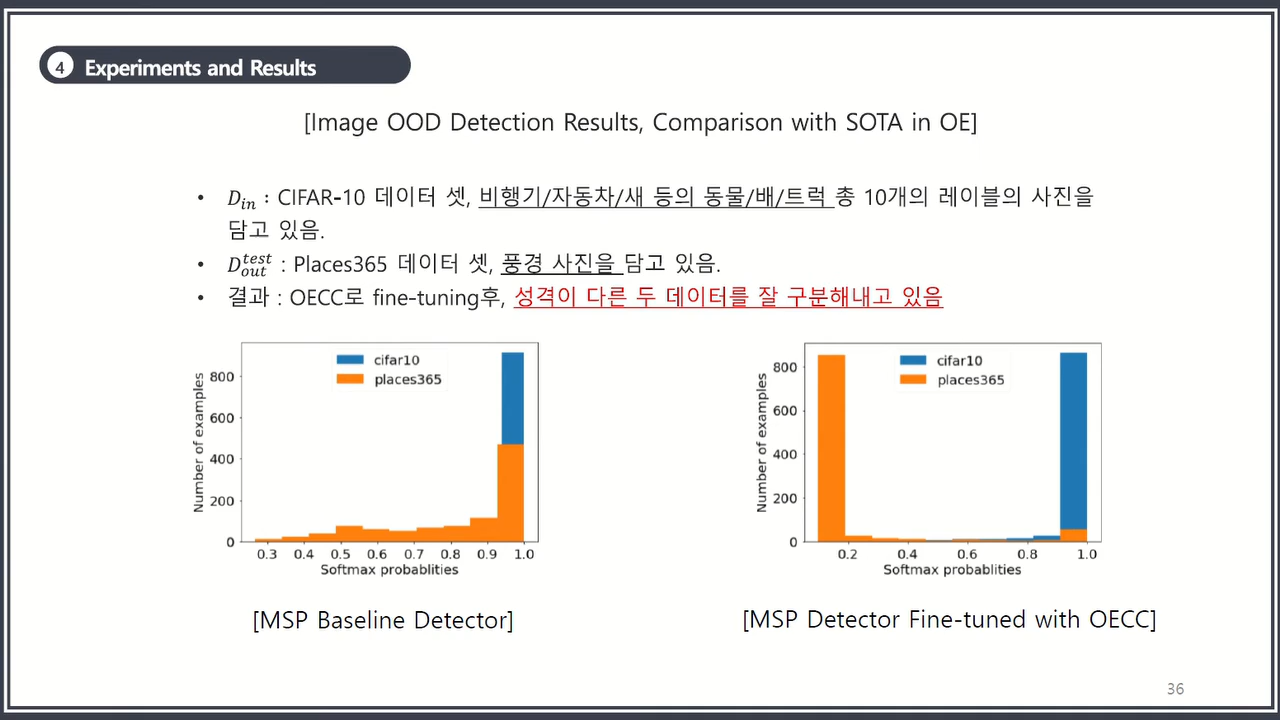 4 Experiments and Results
[Image OOD Detection Results, Comparison with SOTA in OE]
• D_in : CIFAR-10 데이터 셋, 비행기/자동차/새 등의 동물/배/트럭 총 10개의 레이블의 사진을
담고 있음.
• D_out^test : Places365 데이터 셋, 풍경 사진을 담고 있음.
• 결과 : OECC로 fine-tuning후, 성격이 다른 두 데이터를 잘 구분해내고 있음
cifar10
places365
Number of examples
800
600
400
200
0
0.3 0.4 0.5 0.6 0.7 0.8 0.9 1.0
Softmax probablities
[MSP Baseline Detector]
cifar10
places365
Number of examples
800
600
400
200
0
0.2 0.4 0.6 0.8 1.0
Softmax probablities
[MSP Detector Fine-tuned with OECC]
36